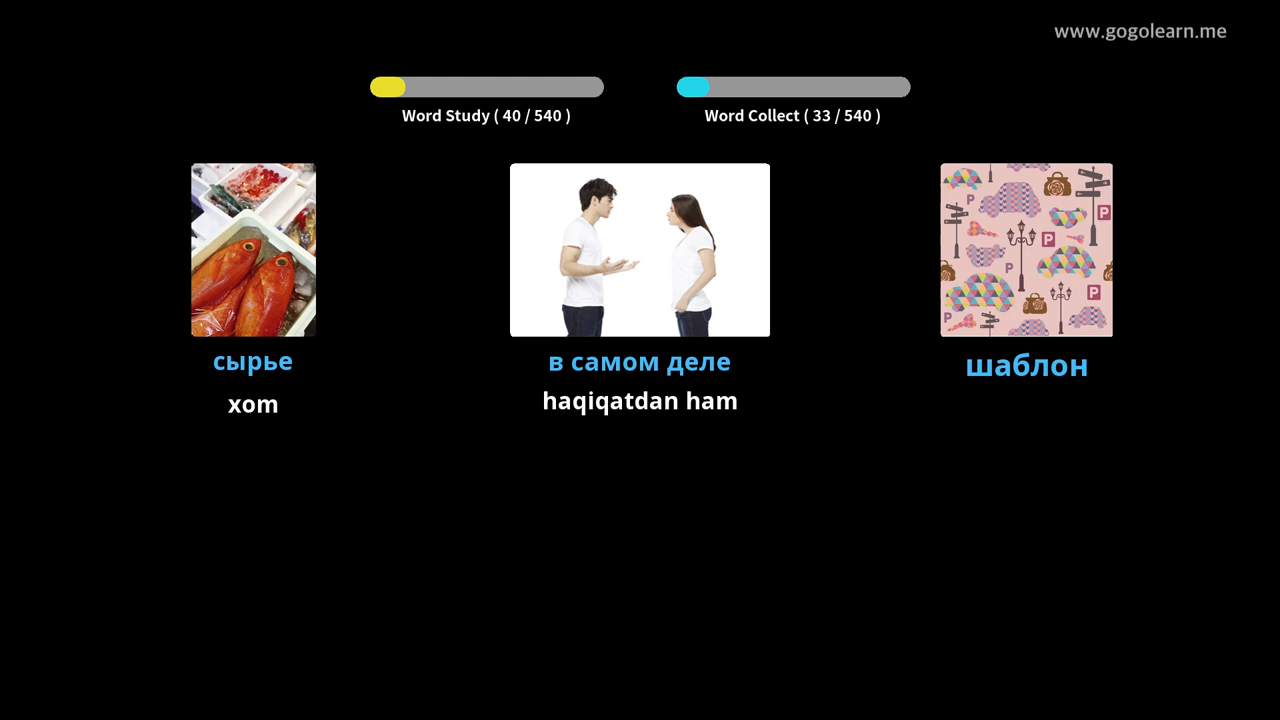 www.gogolearn.me
Word Study ( 40 / 540 )
Word Collect ( 33 / 540 )
P
P
P
P
P
P
сырье
в самом деле
шаблон
xom
haqiqatdan ham